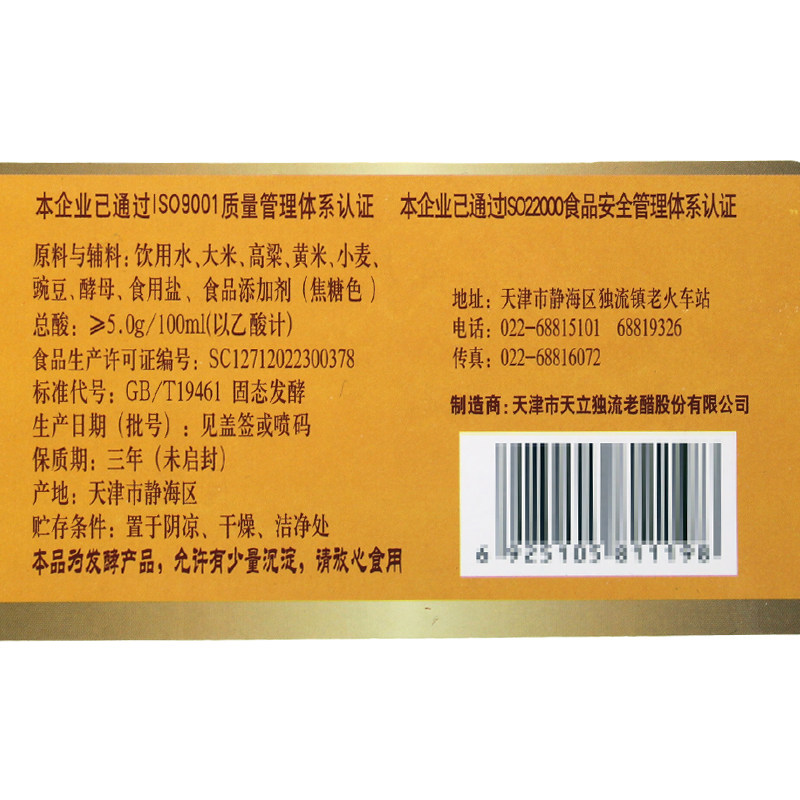 本企业已通过ISO9001质量管理体系认证
本企业已通过ISO22000食品安全管理体系认证
原料与辅料：饮用水、大米、高粱、黄米、小麦、
豌豆、酵母、食用盐、食品添加剂（焦糖色）
总酸：≥5.0g/100ml(以乙酸计)
食品生产许可证编号：SC12712022300378
标准代号：GB/T19461 固态发酵
生产日期（批号）：见盖签或喷码
保质期：三年（未启封）
产地：天津市静海区
贮存条件：置于阴凉、干燥、洁净处
本品为发酵产品，允许有少量沉淀，请放心食用
地址：天津市静海区独流镇老火车站
电话：022-68815101 68819326
传真：022-68816072
制造商：天津市天立独流老醋股份有限公司
6 925105 811198